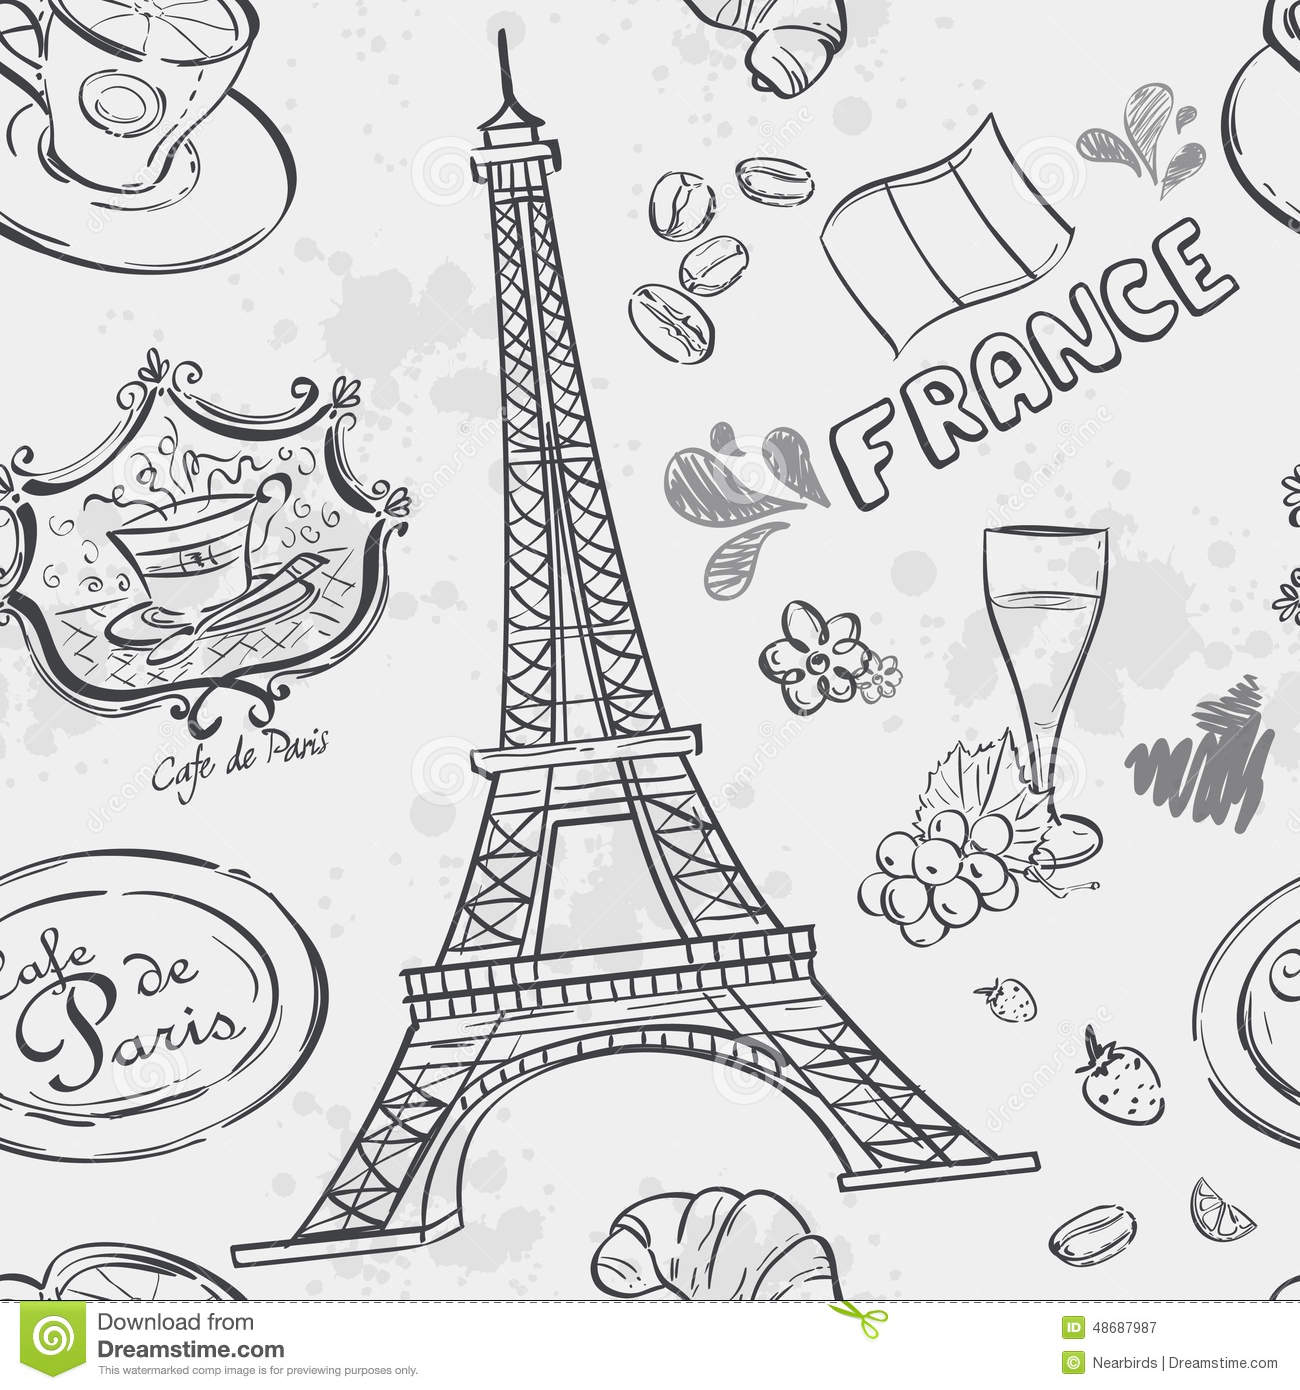 FRANCE
Cafe de Paris
Cafe de
Paris
Download from
Dreamstime.com
This watermarked comp image is for previewing purposes only.
ID 48687987
© Nearbirds | Dreamstime.com